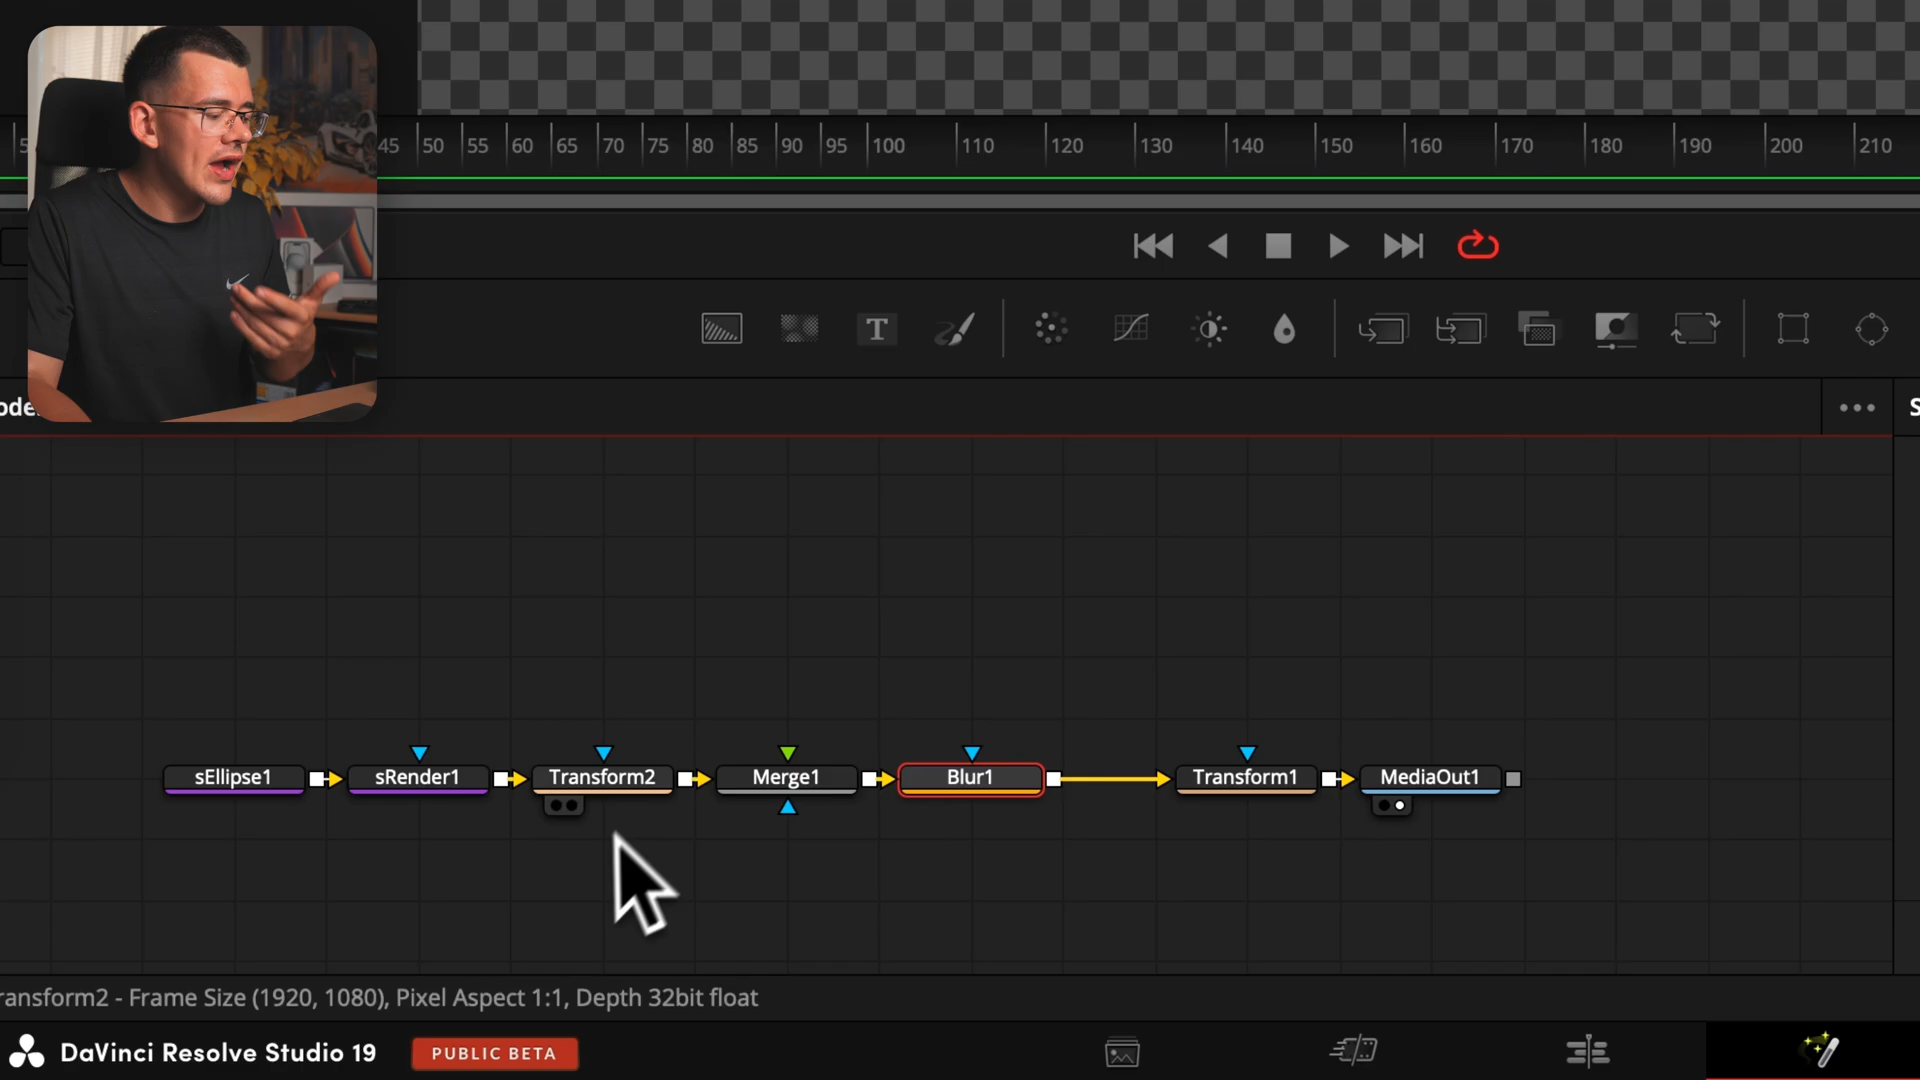 5
45 50 55 60 65 70 75 80 85 90 95 100 110 120 130 140 150 160 170 180 190 200 210
T
ode
S
sEllipse1 sRender1 Transform2 Merge1 Blur1 Transform1 MediaOut1
ransform2 - Frame Size (1920, 1080), Pixel Aspect 1:1, Depth 32bit float
DaVinci Resolve Studio 19 PUBLIC BETA